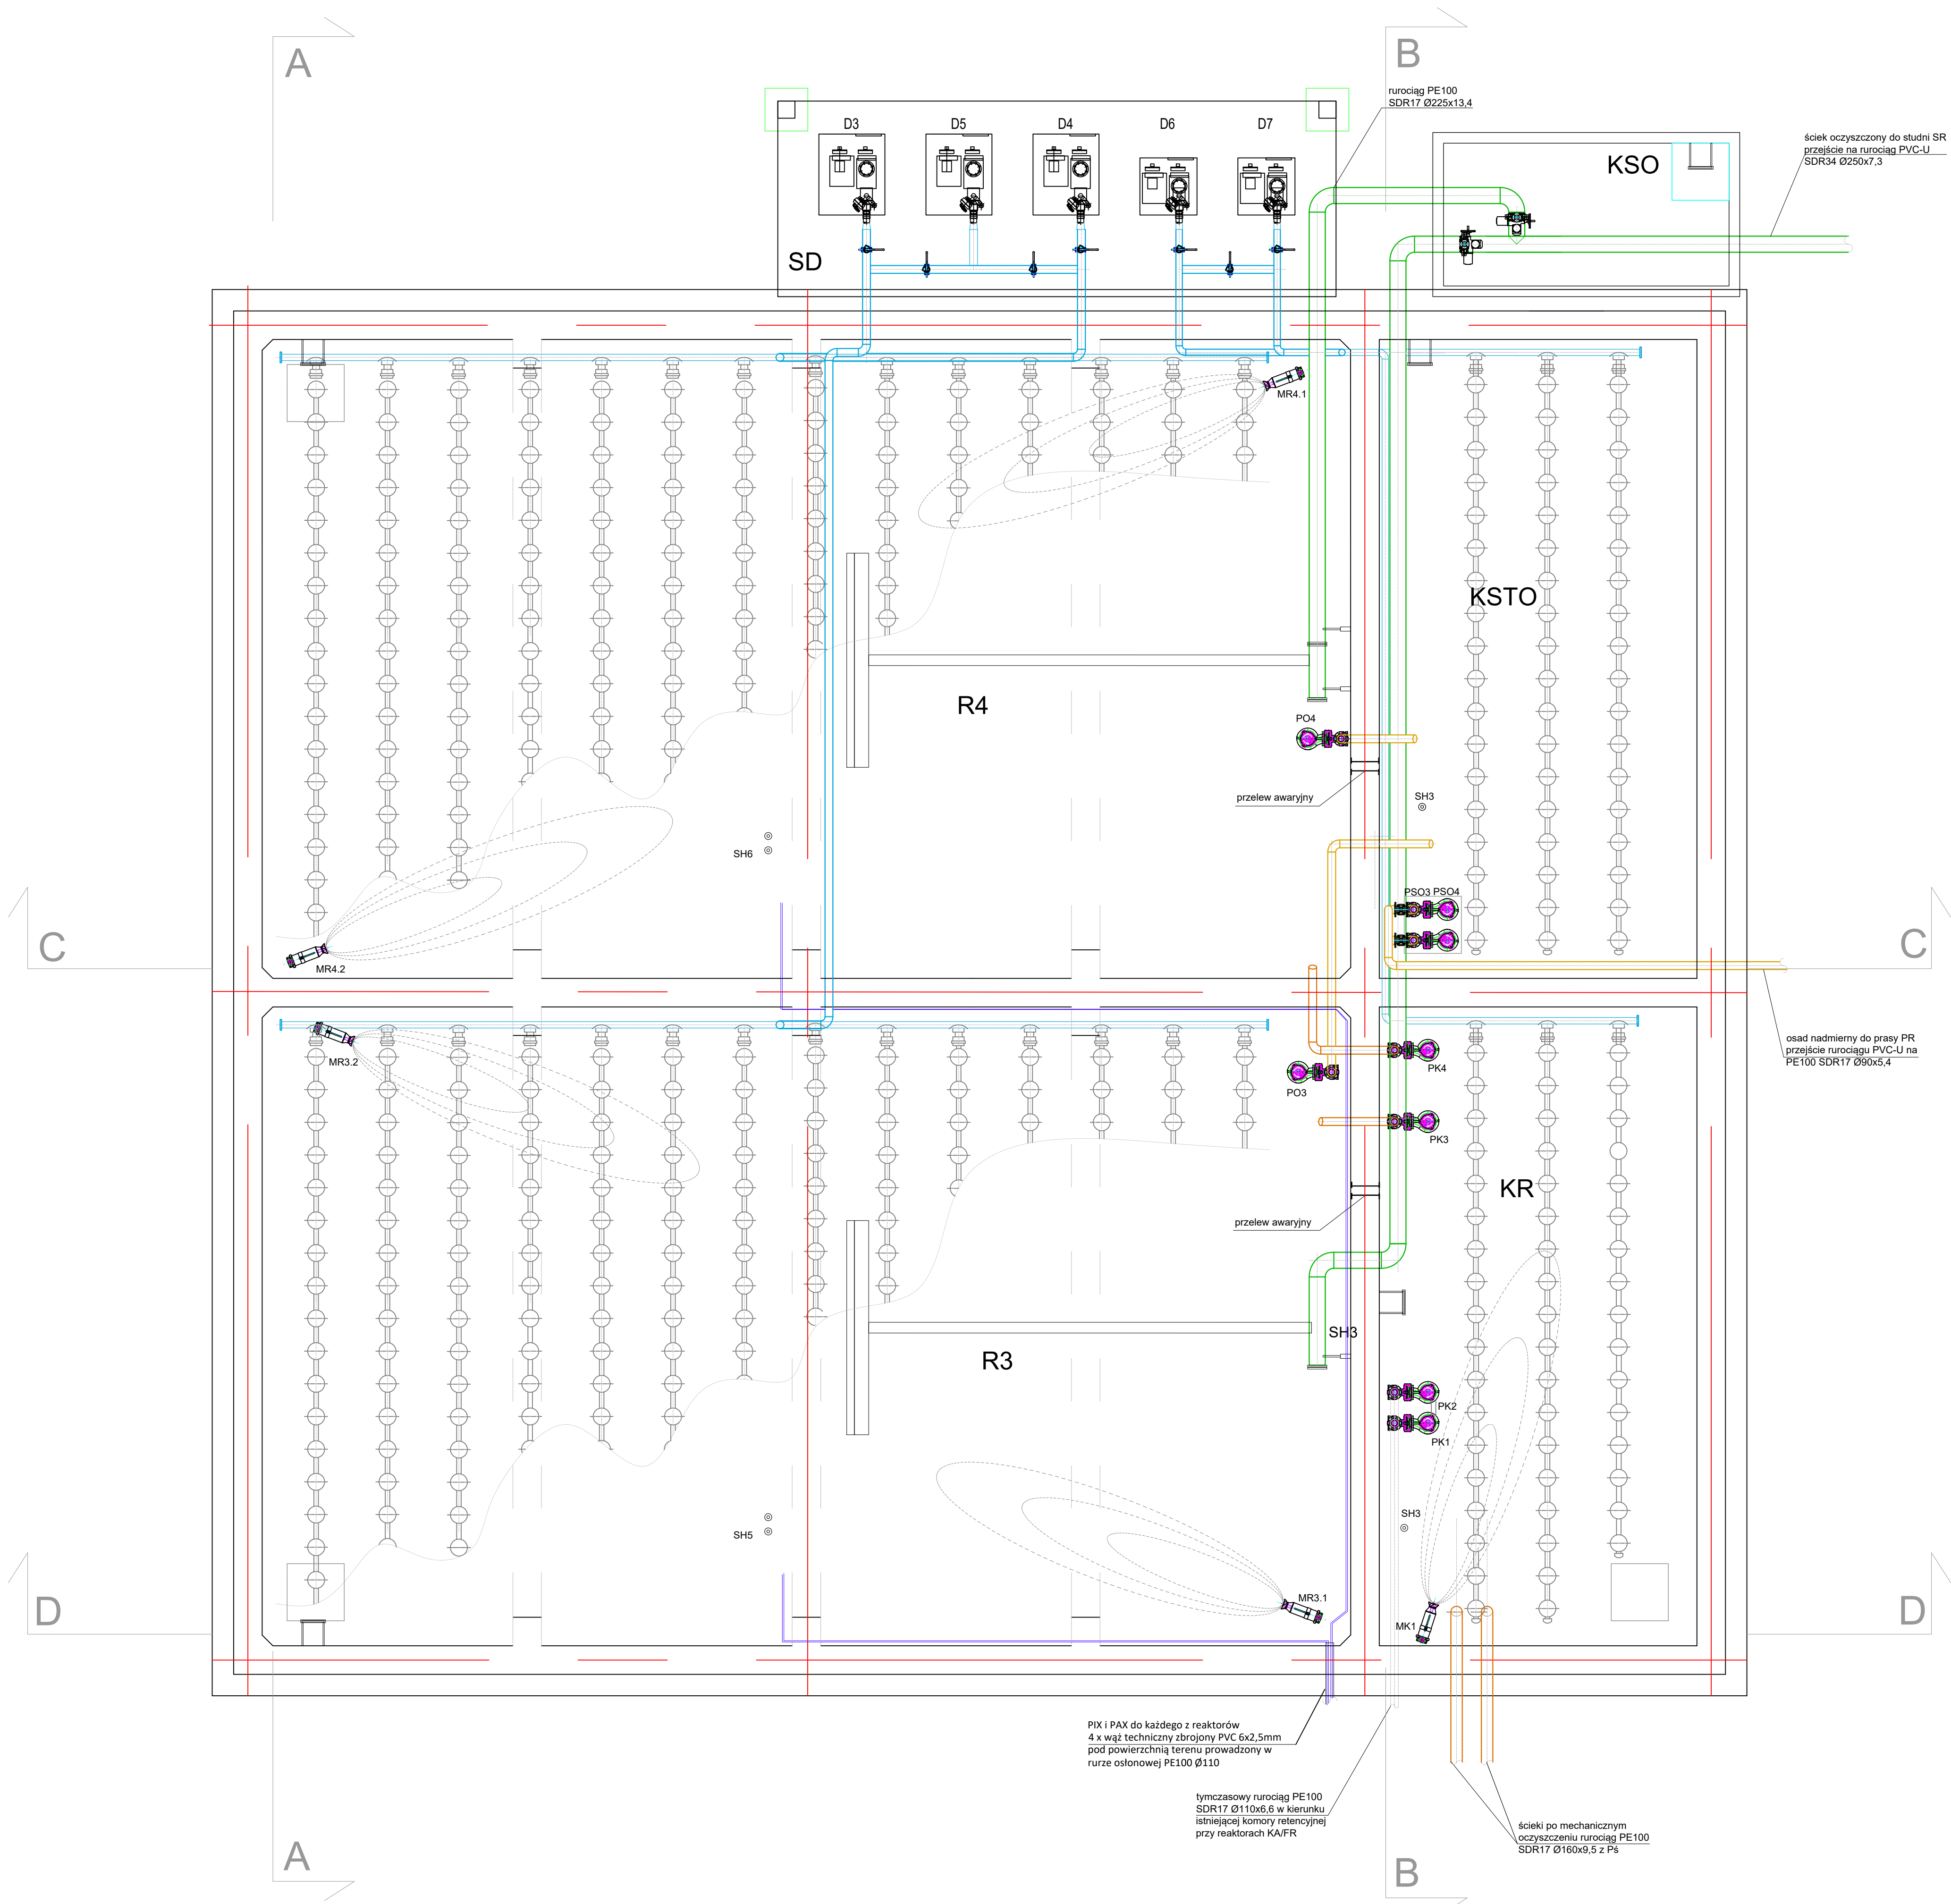 A
B
rurociąg PE100
SDR17 Ø225x13,4
D3
D5
D4
D6
D7
KSO
ściek oczyszczony do studni SR
przejście na rurociąg PVC-U
SDR34 Ø250x7,3
SD
MR4.1
KSTO
R4
PO4
przelew awaryjny
SH3
SH6
PSO3 PSO4
C
C
MR4.2
MR3.2
PO3
PK4
PK3
osad nadmierny do prasy PR
przejście rurociągu PVC-U na
PE100 SDR17 Ø90x5,4
KR
przelew awaryjny
SH3
R3
PK2
PK1
SH5
SH3
MR3.1
MK1
D
D
PIX i PAX do każdego z reaktorów
4 x wąż techniczny zbrojony PVC 6x2,5mm
pod powierzchnią terenu prowadzony w
rurze osłonowej PE100 Ø110
tymczasowy rurociąg PE100
SDR17 Ø110x6,6 w kierunku
istniejącej komory retencyjnej
przy reaktorach KA/FR
ścieki po mechanicznym
oczyszczeniu rurociąg PE100
SDR17 Ø160x9,5 z Pś
A
B